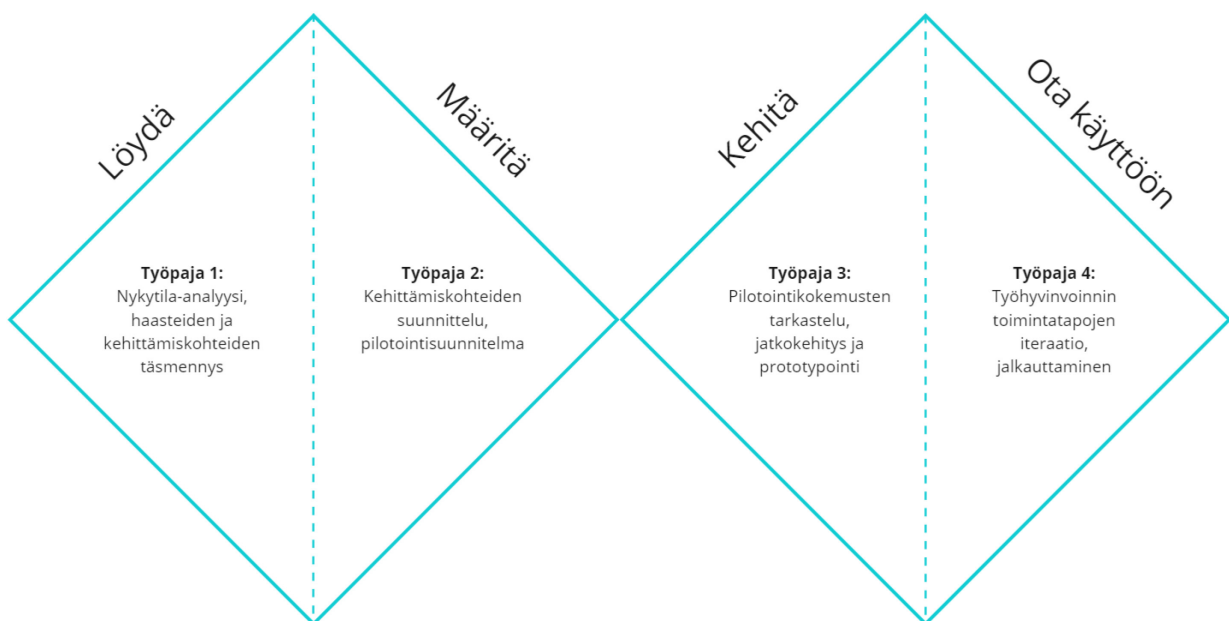 Löydä
Määritä
Kehitä
Ota käyttöön
Työpaja 1:
Nykytila-analyysi,
haasteiden ja
kehittämiskohteiden
täsmennys
Työpaja 2:
Kehittämiskohteiden
suunnittelu,
pilotointisuunnitelma
Työpaja 3:
Pilotointikokemusten
tarkastelu,
jatkokehitys ja
prototypointi
Työpaja 4:
Työhyvinvoinnin
toimintatapojen
iteraatio,
jalkauttaminen